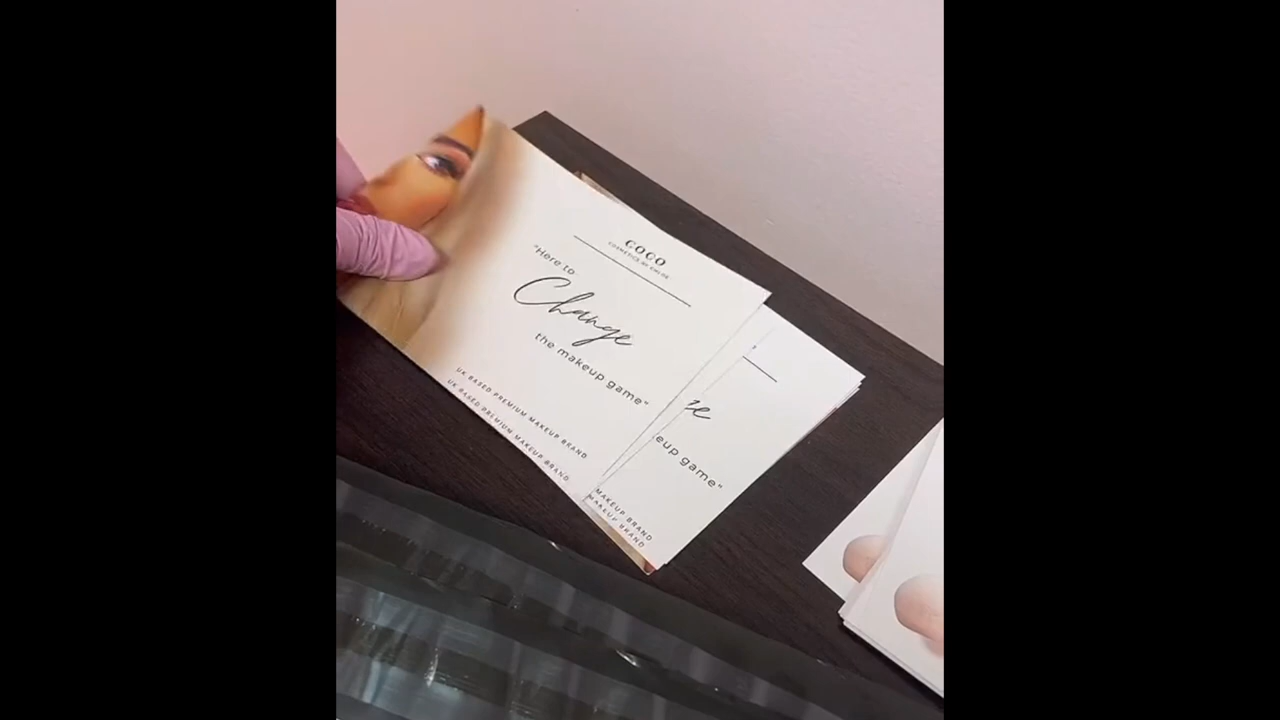 COCO
COSMETICS BY CHLOE
"Here to
Change
the makeup game"
UK BASED PREMIUM MAKEUP BRAND
UK BASED PREMIUM MAKEUP BRAND
ge
eup game"
MAKEUP BRAND
MAKEUP BRAND